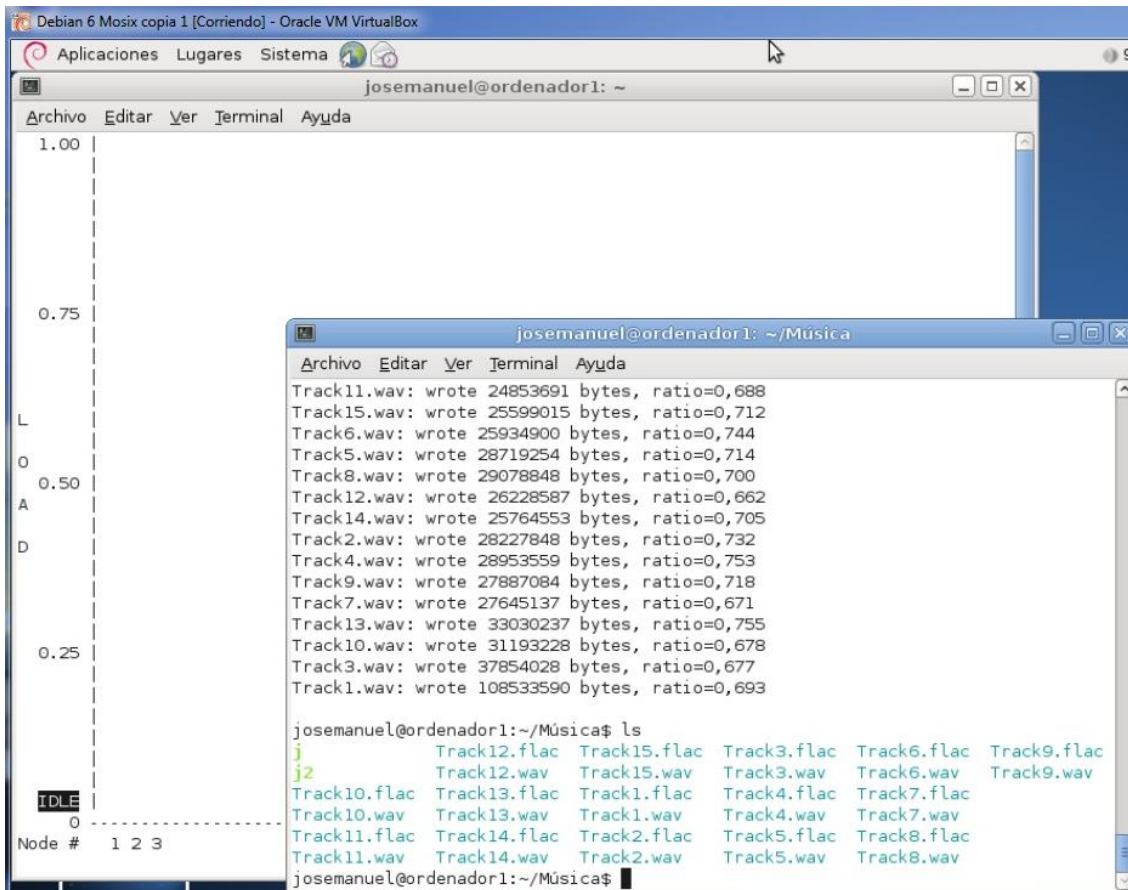 Debian 6 Mosix copia 1 [Corriendo] - Oracle VM VirtualBox
Aplicaciones Lugares Sistema 9
josemanuel@ordenador1: ~
Archivo Editar Ver Terminal Ayuda
1.00
0.75
L
O
0.50
A
D
0.25
IDLE
0
Node # 1 2 3
josemanuel@ordenador1: ~/Música
Archivo Editar Ver Terminal Ayuda
Track11.wav: wrote 24853691 bytes, ratio=0,688
Track15.wav: wrote 25599015 bytes, ratio=0,712
Track6.wav: wrote 25934900 bytes, ratio=0,744
Track5.wav: wrote 28719254 bytes, ratio=0,714
Track8.wav: wrote 29078848 bytes, ratio=0,700
Track12.wav: wrote 26228587 bytes, ratio=0,662
Track14.wav: wrote 25764553 bytes, ratio=0,705
Track2.wav: wrote 28227848 bytes, ratio=0,732
Track4.wav: wrote 28953559 bytes, ratio=0,753
Track9.wav: wrote 27887084 bytes, ratio=0,718
Track7.wav: wrote 27645137 bytes, ratio=0,671
Track13.wav: wrote 33030237 bytes, ratio=0,755
Track10.wav: wrote 31193228 bytes, ratio=0,678
Track3.wav: wrote 37854028 bytes, ratio=0,677
Track1.wav: wrote 108533590 bytes, ratio=0,693
josemanuel@ordenador1:~/Música$ ls
j Track12.flac Track15.flac Track3.flac Track6.flac Track9.flac
j2 Track12.wav Track15.wav Track3.wav Track6.wav Track9.wav
Track10.flac Track13.flac Track1.flac Track4.flac Track7.flac
Track10.wav Track13.wav Track1.wav Track4.wav Track7.wav
Track11.flac Track14.flac Track2.flac Track5.flac Track8.flac
Track11.wav Track14.wav Track2.wav Track5.wav Track8.wav
josemanuel@ordenador1:~/Música$